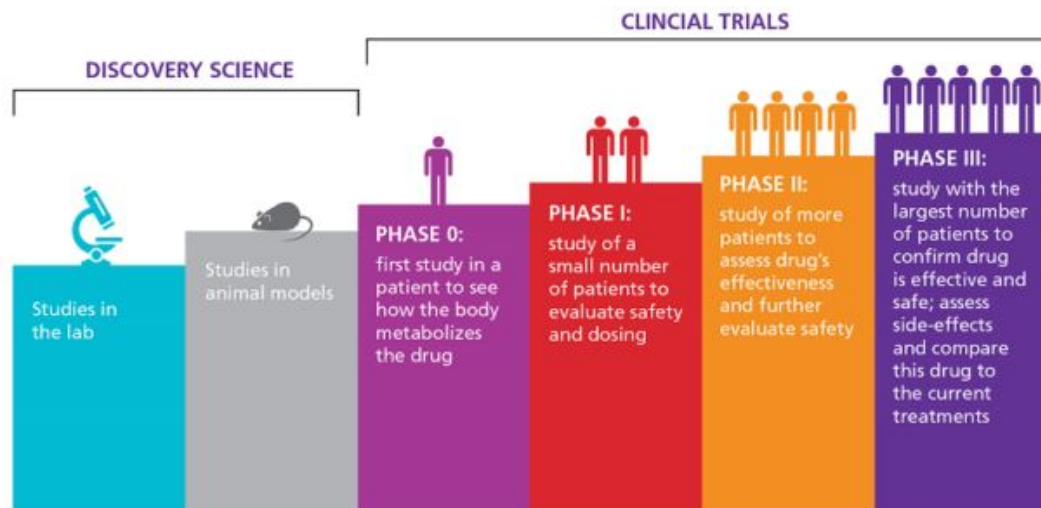 CLINCIAL TRIALS
DISCOVERY SCIENCE
Studies in
the lab
Studies in
animal models
PHASE 0:
first study in a
patient to see
how the body
metabolizes
the drug
PHASE I:
study of a
small number
of patients to
evaluate safety
and dosing
PHASE II:
study of more
patients to
assess drug's
effectiveness
and further
evaluate safety
PHASE III:
study with the
largest number
of patients to
confirm drug
is effective and
safe; assess
side-effects
and compare
this drug to
the current
treatments